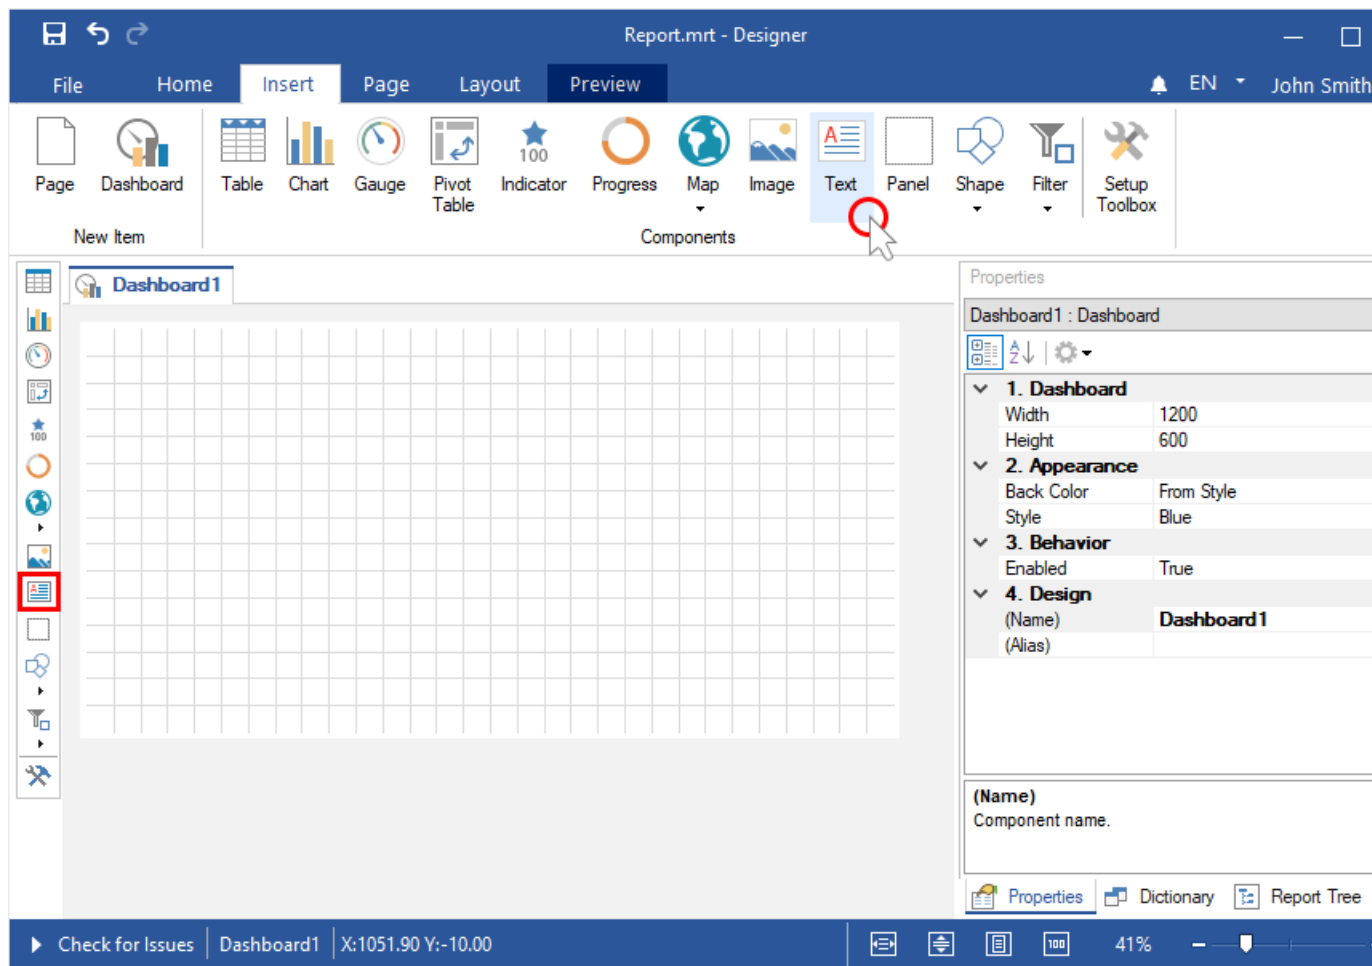 Report.mrt - Designer
File Home Insert Page Layout Preview EN John Smith
100
Page Dashboard Table Chart Gauge Pivot Table Indicator Progress Map Image Text Panel Shape Filter Setup Toolbox
New Item Components
Dashboard1
100
Properties
Dashboard1 : Dashboard
1. Dashboard
Width 1200
Height 600
2. Appearance
Back Color From Style
Style Blue
3. Behavior
Enabled True
4. Design
(Name) Dashboard1
(Alias)
(Name)
Component name.
Properties Dictionary Report Tree
Check for Issues Dashboard1 X:1051.90 Y:-10.00 100 41%